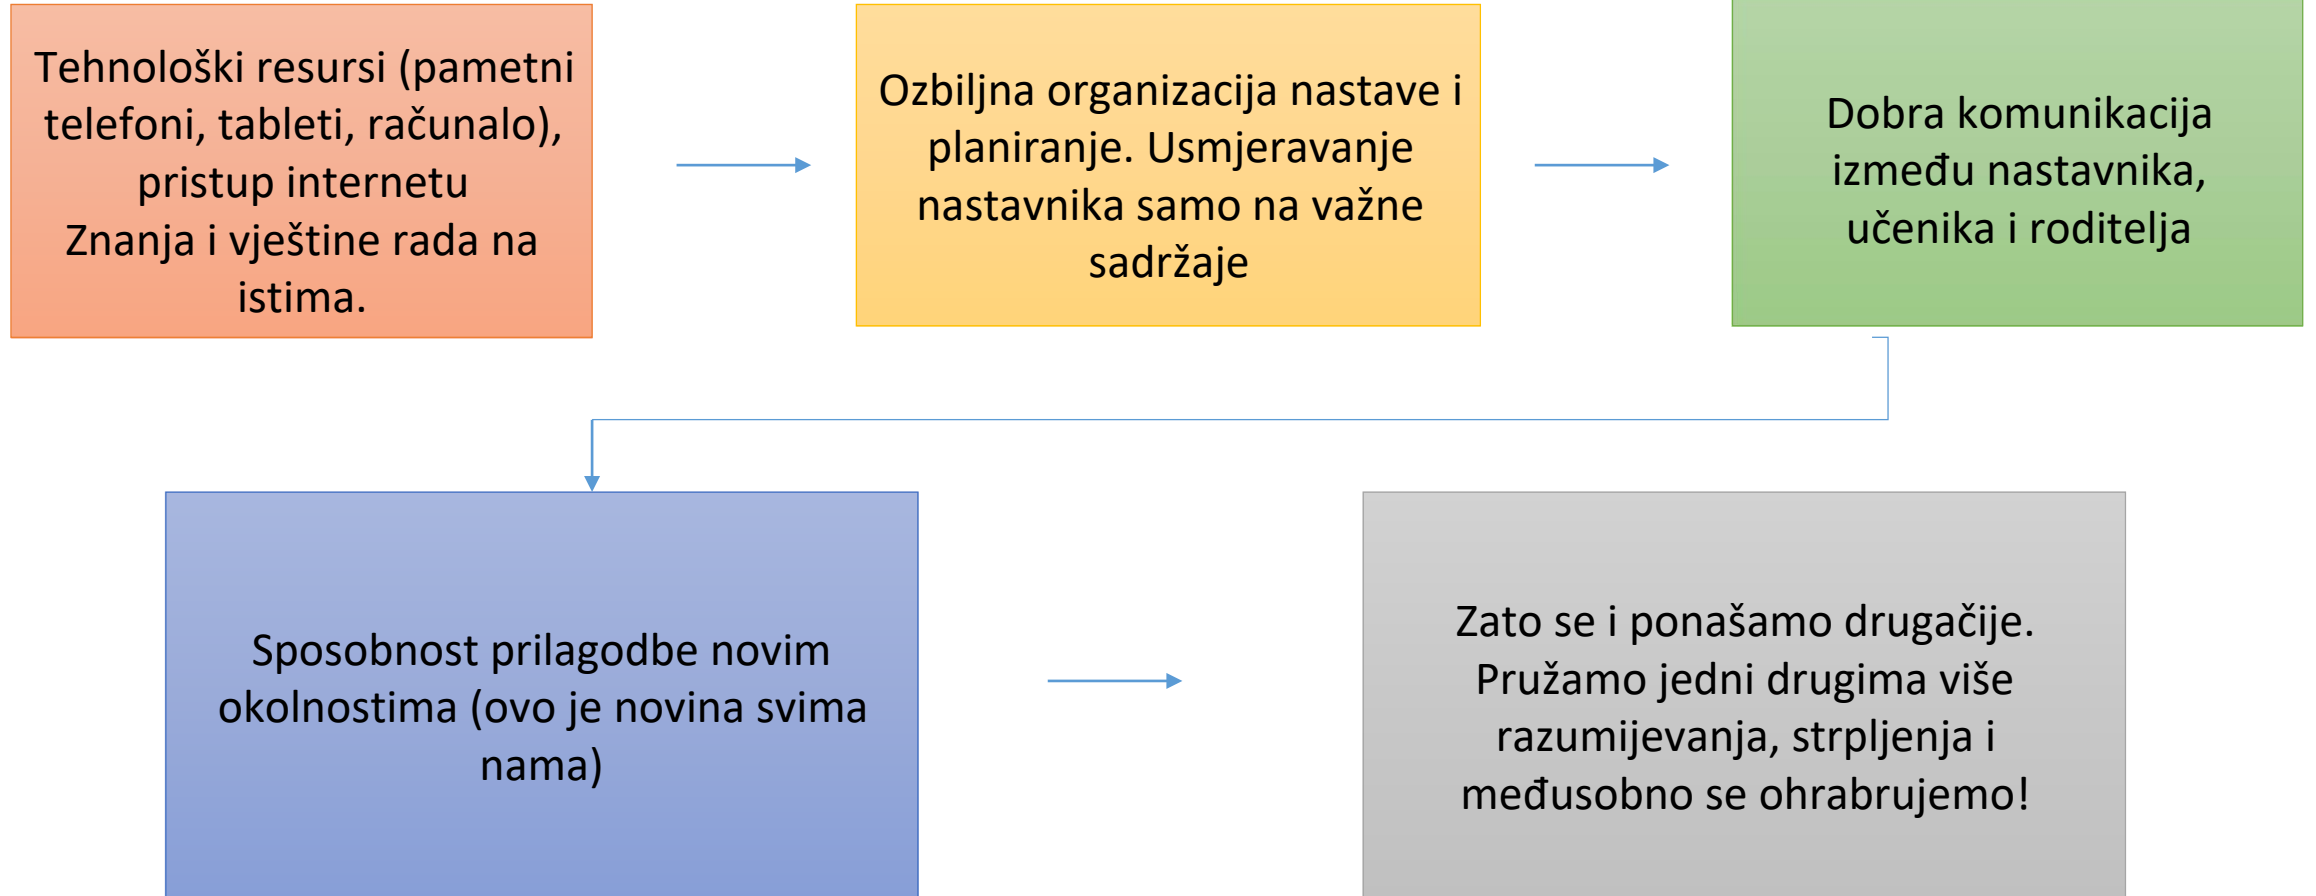 Tehnološki resursi (pametni
telefoni, tableti, računalo),
pristup internetu
Znanja i vještine rada na
istima.
Ozbiljna organizacija nastave i
planiranje. Usmjeravanje
nastavnika samo na važne
sadržaje
Dobra komunikacija
između nastavnika,
učenika i roditelja
Sposobnost prilagodbe novim
okolnostima (ovo je novina svima
nama)
Zato se i ponašamo drugačije.
Pružamo jedni drugima više
razumijevanja, strpljenja i
međusobno se ohrabrujemo!